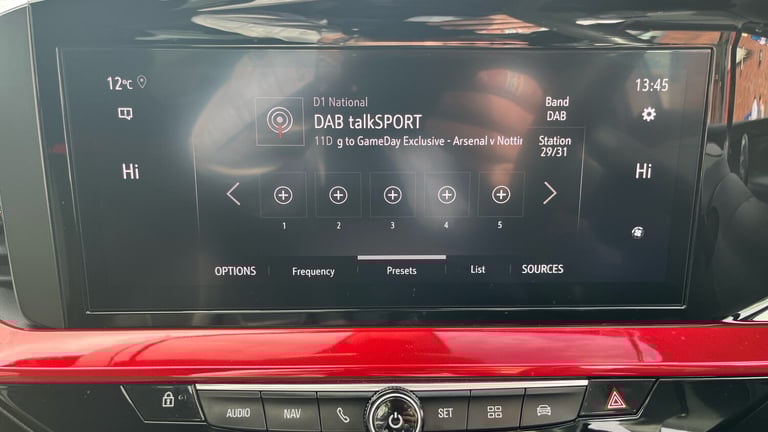 12°C
13:45
D1 National
DAB talkSPORT
11D g to GameDay Exclusive - Arsenal v Nottin
Band
DAB
Station
29/31
Hi
Hi
1 2 3 4 5
OPTIONS Frequency Presets List SOURCES
AUDIO NAV SET